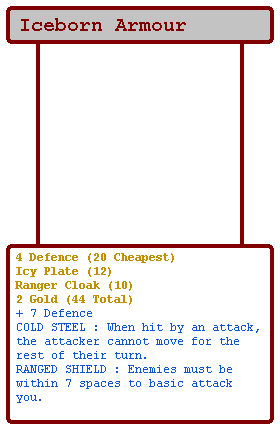 Iceborn Armour
4 Defence (20 Cheapest)
Icy Plate (12)
Ranger Cloak (10)
2 Gold (44 Total)
+ 7 Defence
COLD STEEL : When hit by an attack,
the attacker cannot move for the
rest of their turn.
RANGED SHIELD : Enemies must be
within 7 spaces to basic attack
you.